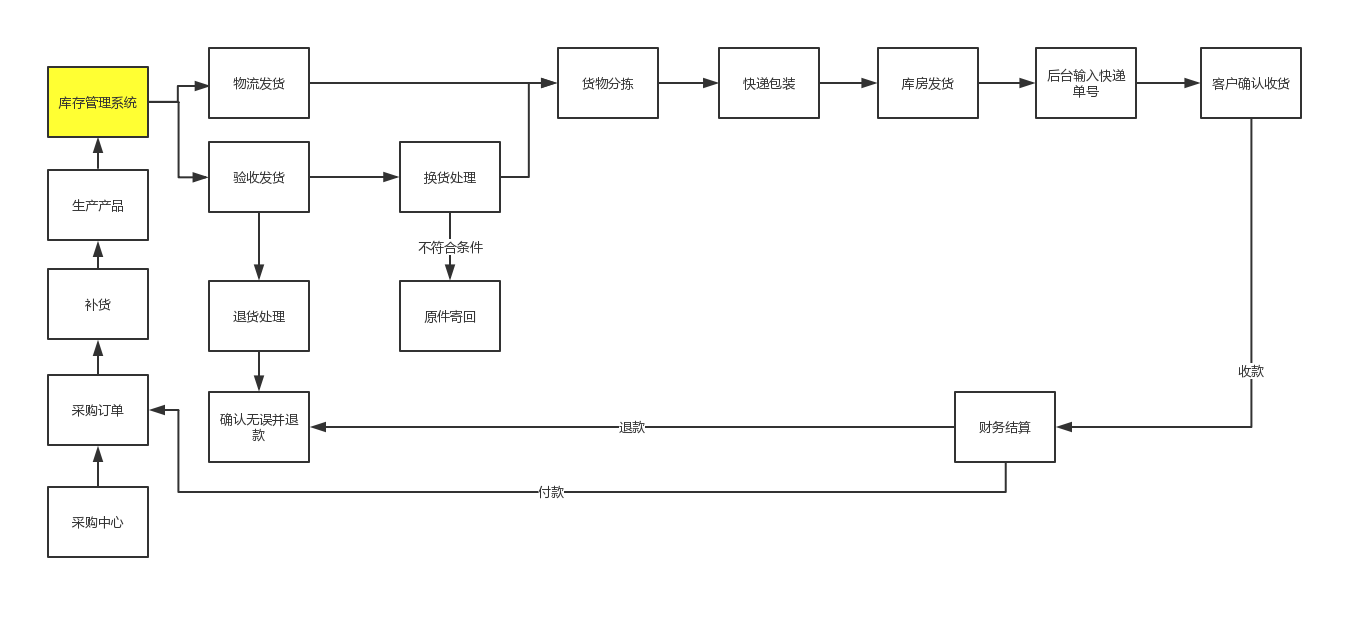 库存管理系统
物流发货
货物分拣
快递包装
库房发货
后台输入快递
单号
客户确认收货
生产产品
验收发货
换货处理
不符合条件
补货
退货处理
原件寄回
收款
采购订单
确认无误并退
款
退款
财务结算
付款
采购中心